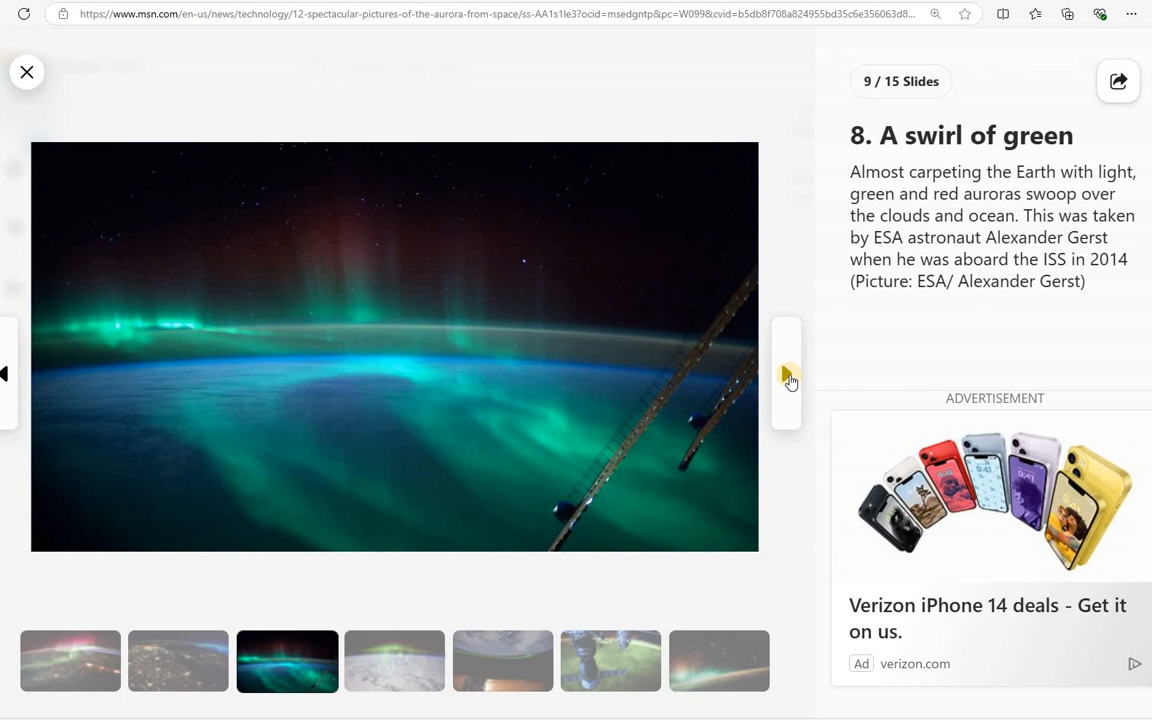 https://www.msn.com/en-us/news/technology/12-spectacular-pictures-of-the-aurora-from-space/ss-AA1s1Ie3?ocid=msedgntp&pc=W099&cvid=b5db8f708a824955bd35c6e356063d8...
9 / 15 Slides
8. A swirl of green
Almost carpeting the Earth with light,
green and red auroras swoop over
the clouds and ocean. This was taken
by ESA astronaut Alexander Gerst
when he was aboard the ISS in 2014
(Picture: ESA/ Alexander Gerst)
ADVERTISEMENT
Verizon iPhone 14 deals - Get it
on us.
Ad verizon.com